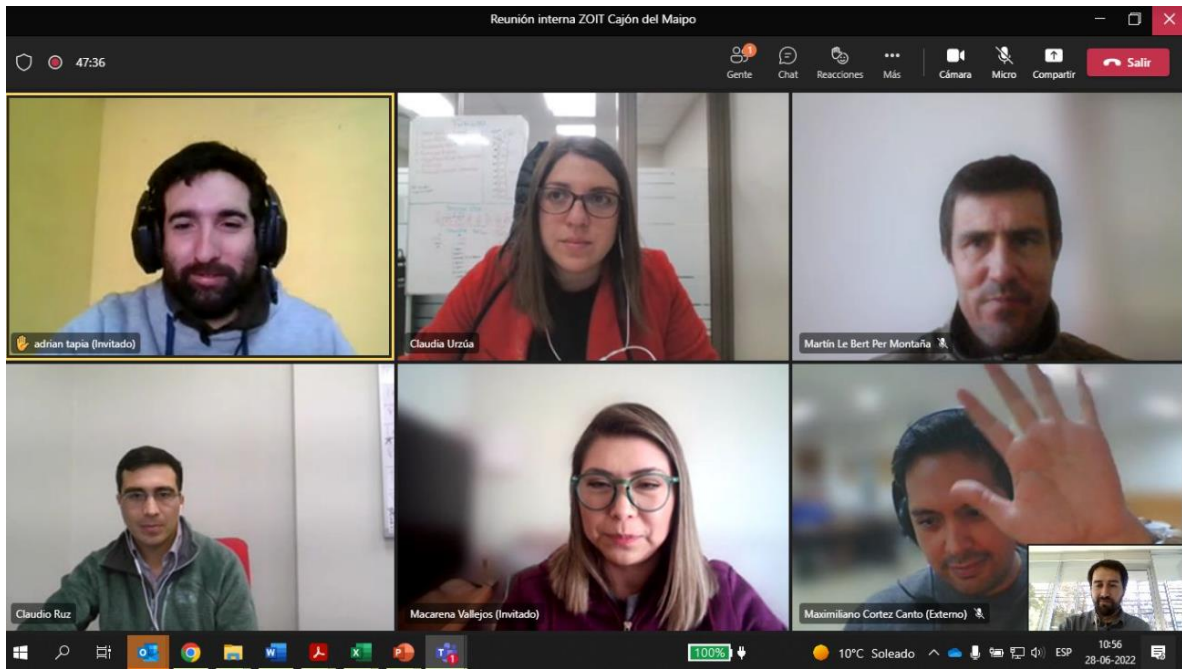 Reunión interna ZOIT Cajón del Maipo
47:36
1
Gente
Chat
Reacciones
Más
Cámara
Micro
Compartir
Salir
adrian tapia (Invitado)
Claudia Urzúa
Martín Le Bert Per Montaña
Claudio Ruz
Macarena Vallejos (Invitado)
Maximiliano Cortez Canto (Externo)
100%
10°C Soleado
ESP
10:56
28-06-2022